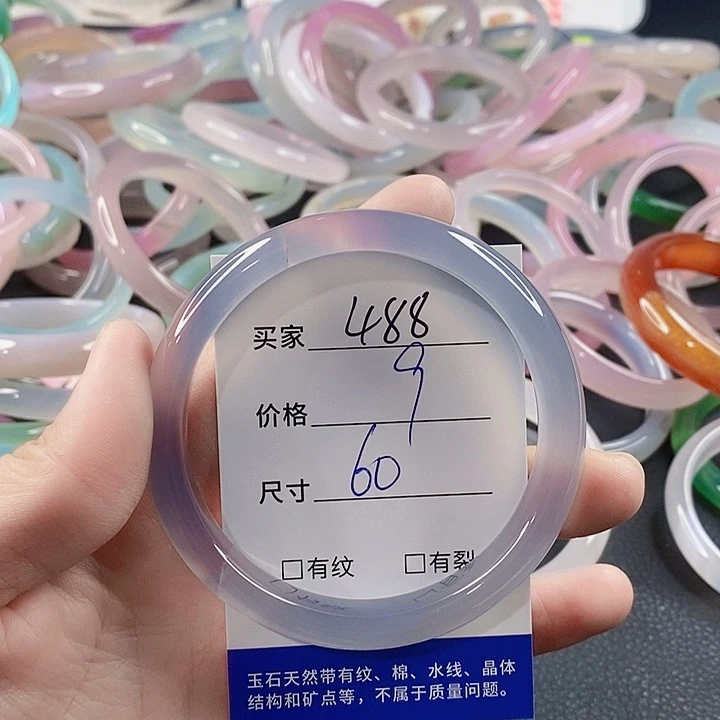 买家 488
价格 9
尺寸 60
□有纹 □有裂
玉石天然带有纹、棉、水线、晶体
结构和矿点等，不属于质量问题。